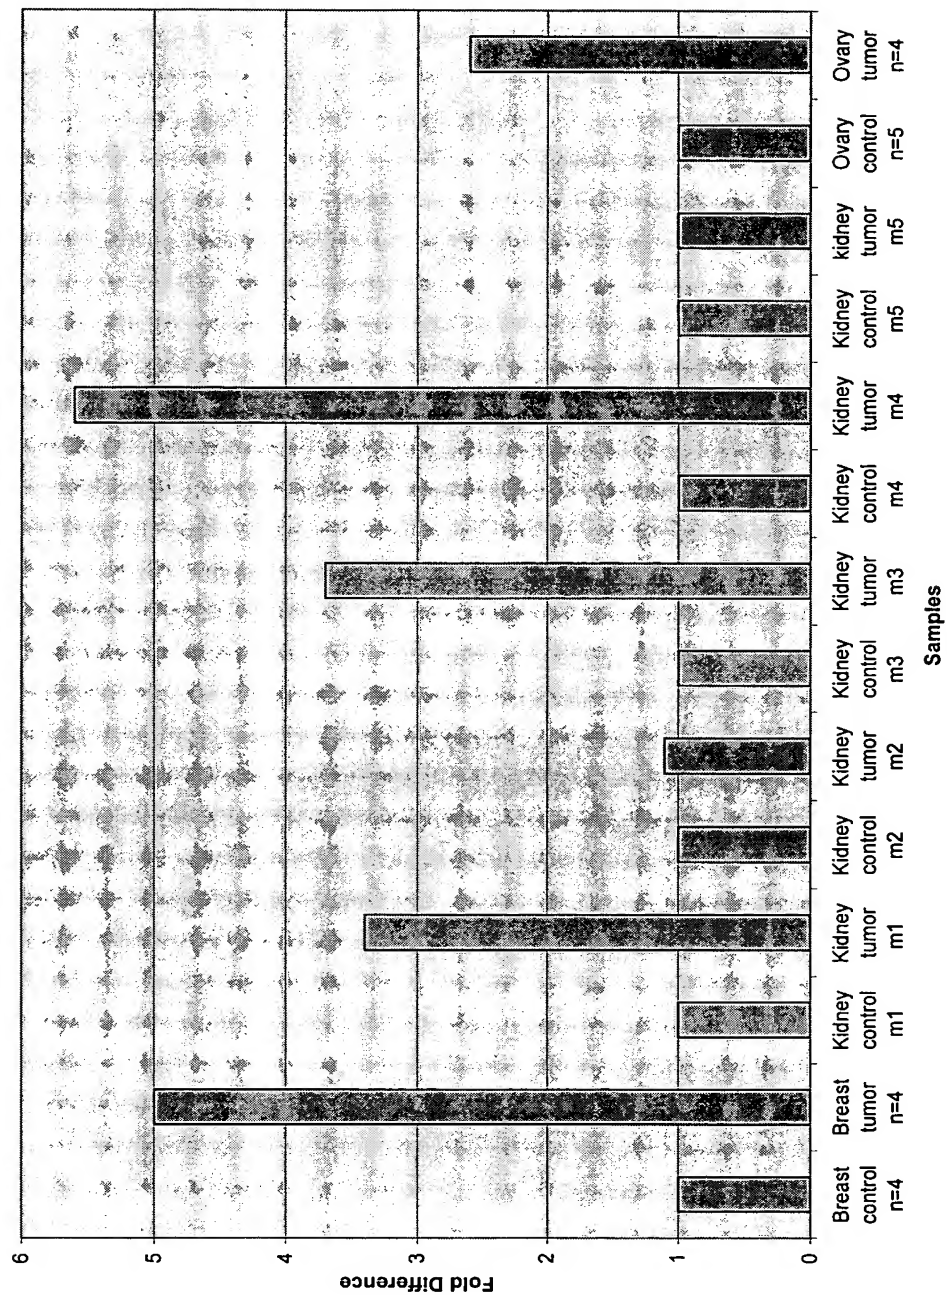 Fold Difference
6
5
4
3
2
1
0
Breast
control
n=4
Breast
tumor
n=4
Kidney
control
m1
Kidney
tumor
m1
Kidney
control
m2
Kidney
tumor
m2
Kidney
control
m3
Kidney
tumor
m3
Kidney
control
m4
Kidney
tumor
m4
Kidney
control
m5
kidney
tumor
m5
Ovary
control
n=5
Ovary
tumor
n=4
Samples